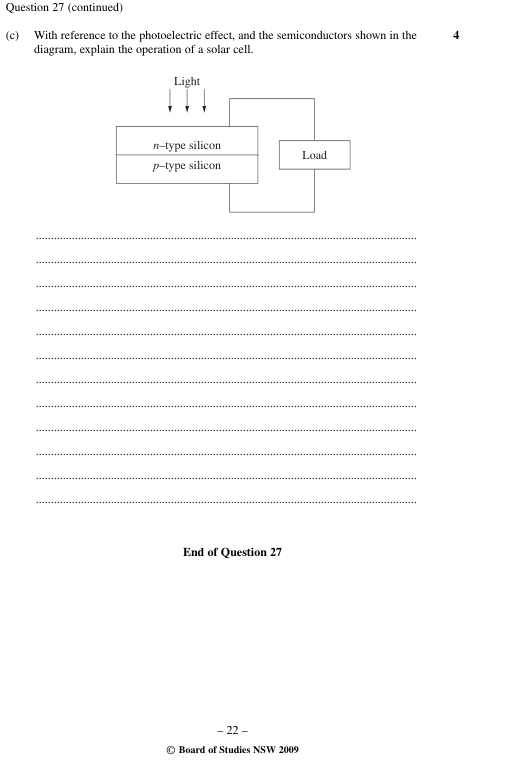 Question 27 (continued)
(c) With reference to the photoelectric effect, and the semiconductors shown in the 4
diagram, explain the operation of a solar cell.
Light
n–type silicon
p–type silicon
Load
End of Question 27
– 22 –
© Board of Studies NSW 2009